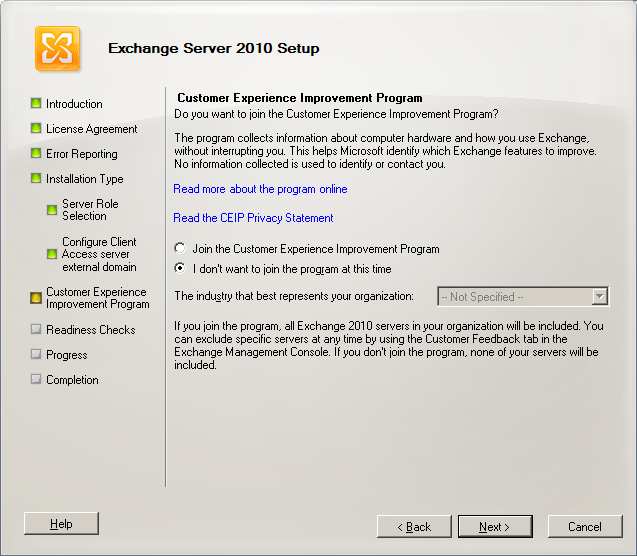 Exchange Server 2010 Setup
Introduction
License Agreement
Error Reporting
Installation Type
Server Role
Selection
Configure Client
Access server
external domain
Customer Experience
Improvement Program
Readiness Checks
Progress
Completion
Customer Experience Improvement Program
Do you want to join the Customer Experience Improvement Program?
The program collects information about computer hardware and how you use Exchange,
without interrupting you. This helps Microsoft identify which Exchange features to improve.
No information collected is used to identify or contact you.
Read more about the program online
Read the CEIP Privacy Statement
Join the Customer Experience Improvement Program
I don't want to join the program at this time
The industry that best represents your organization:
-- Not Specified --
If you join the program, all Exchange 2010 servers in your organization will be included. You
can exclude specific servers at any time by using the Customer Feedback tab in the
Exchange Management Console. If you don't join the program, none of your servers will be
included.
Help
< Back
Next >
Cancel